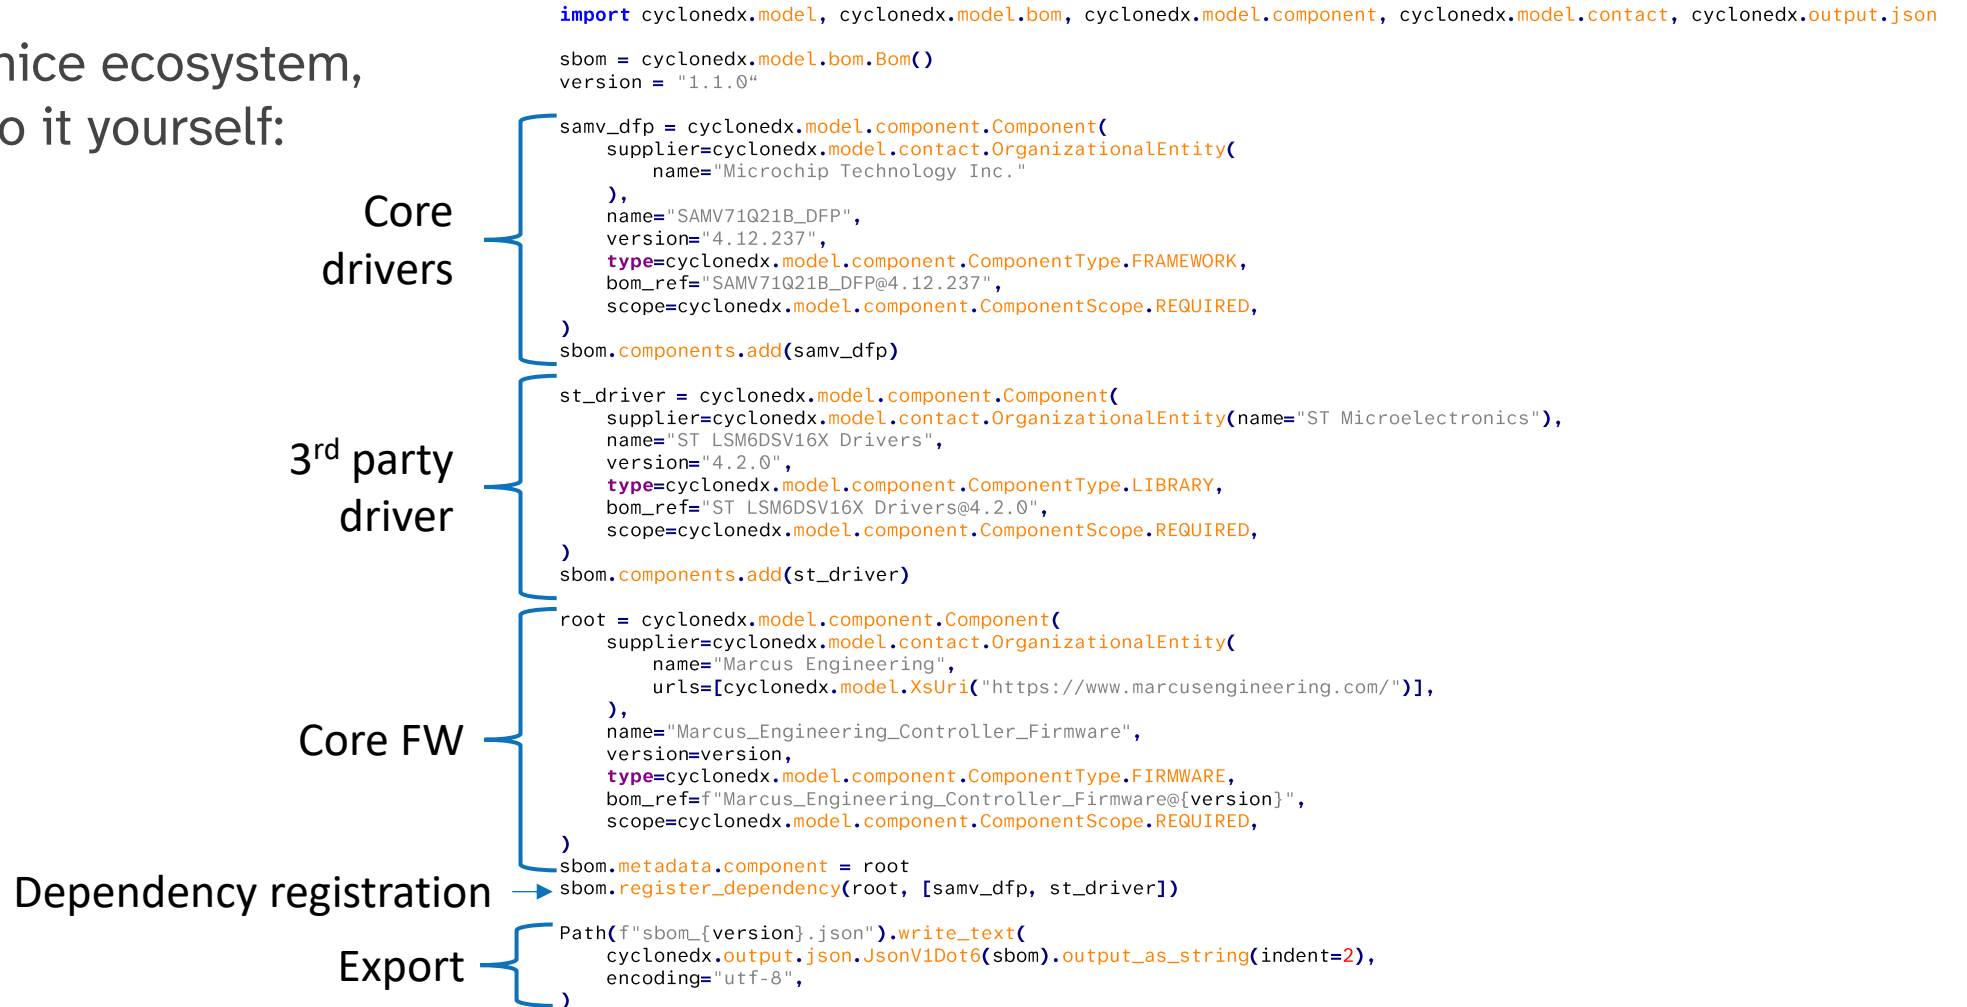 nice ecosystem,
o it yourself:
Core
drivers
3rd party
driver
Core FW
Dependency registration
Export
import cyclonedx.model, cyclonedx.model.bom, cyclonedx.model.component, cyclonedx.model.contact, cyclonedx.output.json
sbom = cyclonedx.model.bom.Bom()
version = "1.1.0“
samv_dfp = cyclonedx.model.component.Component(
    supplier=cyclonedx.model.contact.OrganizationalEntity(
        name="Microchip Technology Inc."
    ),
    name="SAMV71Q21B_DFP",
    version="4.12.237",
    type=cyclonedx.model.component.ComponentType.FRAMEWORK,
    bom_ref="SAMV71Q21B_DFP@4.12.237",
    scope=cyclonedx.model.component.ComponentScope.REQUIRED,
)
sbom.components.add(samv_dfp)
st_driver = cyclonedx.model.component.Component(
    supplier=cyclonedx.model.contact.OrganizationalEntity(name="ST Microelectronics"),
    name="ST LSM6DSV16X Drivers",
    version="4.2.0",
    type=cyclonedx.model.component.ComponentType.LIBRARY,
    bom_ref="ST LSM6DSV16X Drivers@4.2.0",
    scope=cyclonedx.model.component.ComponentScope.REQUIRED,
)
sbom.components.add(st_driver)
root = cyclonedx.model.component.Component(
    supplier=cyclonedx.model.contact.OrganizationalEntity(
        name="Marcus Engineering",
        urls=[cyclonedx.model.XsUri("https://www.marcusengineering.com/")],
    ),
    name="Marcus_Engineering_Controller_Firmware",
    version=version,
    type=cyclonedx.model.component.ComponentType.FIRMWARE,
    bom_ref=f"Marcus_Engineering_Controller_Firmware@{version}",
    scope=cyclonedx.model.component.ComponentScope.REQUIRED,
)
sbom.metadata.component = root
sbom.register_dependency(root, [samv_dfp, st_driver])
Path(f"sbom_{version}.json").write_text(
    cyclonedx.output.json.JsonV1Dot6(sbom).output_as_string(indent=2),
    encoding="utf-8",
)